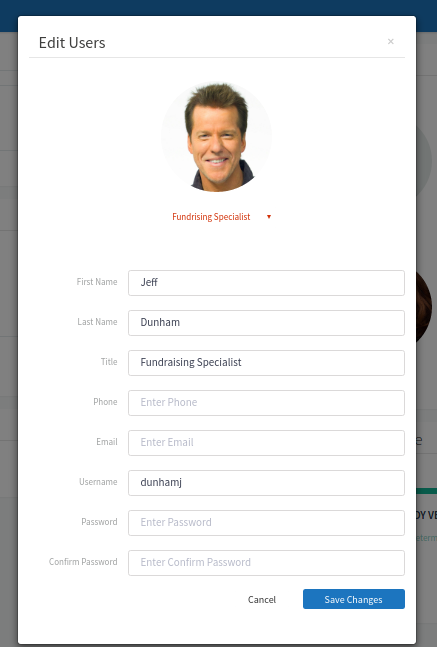 Edit Users
×
Fundrising Specialist ▼
First Name Jeff
Last Name Dunham
Title Fundraising Specialist
Phone Enter Phone
Email Enter Email
Username dunhamj
Password Enter Password
Confirm Password Enter Confirm Password
Cancel Save Changes